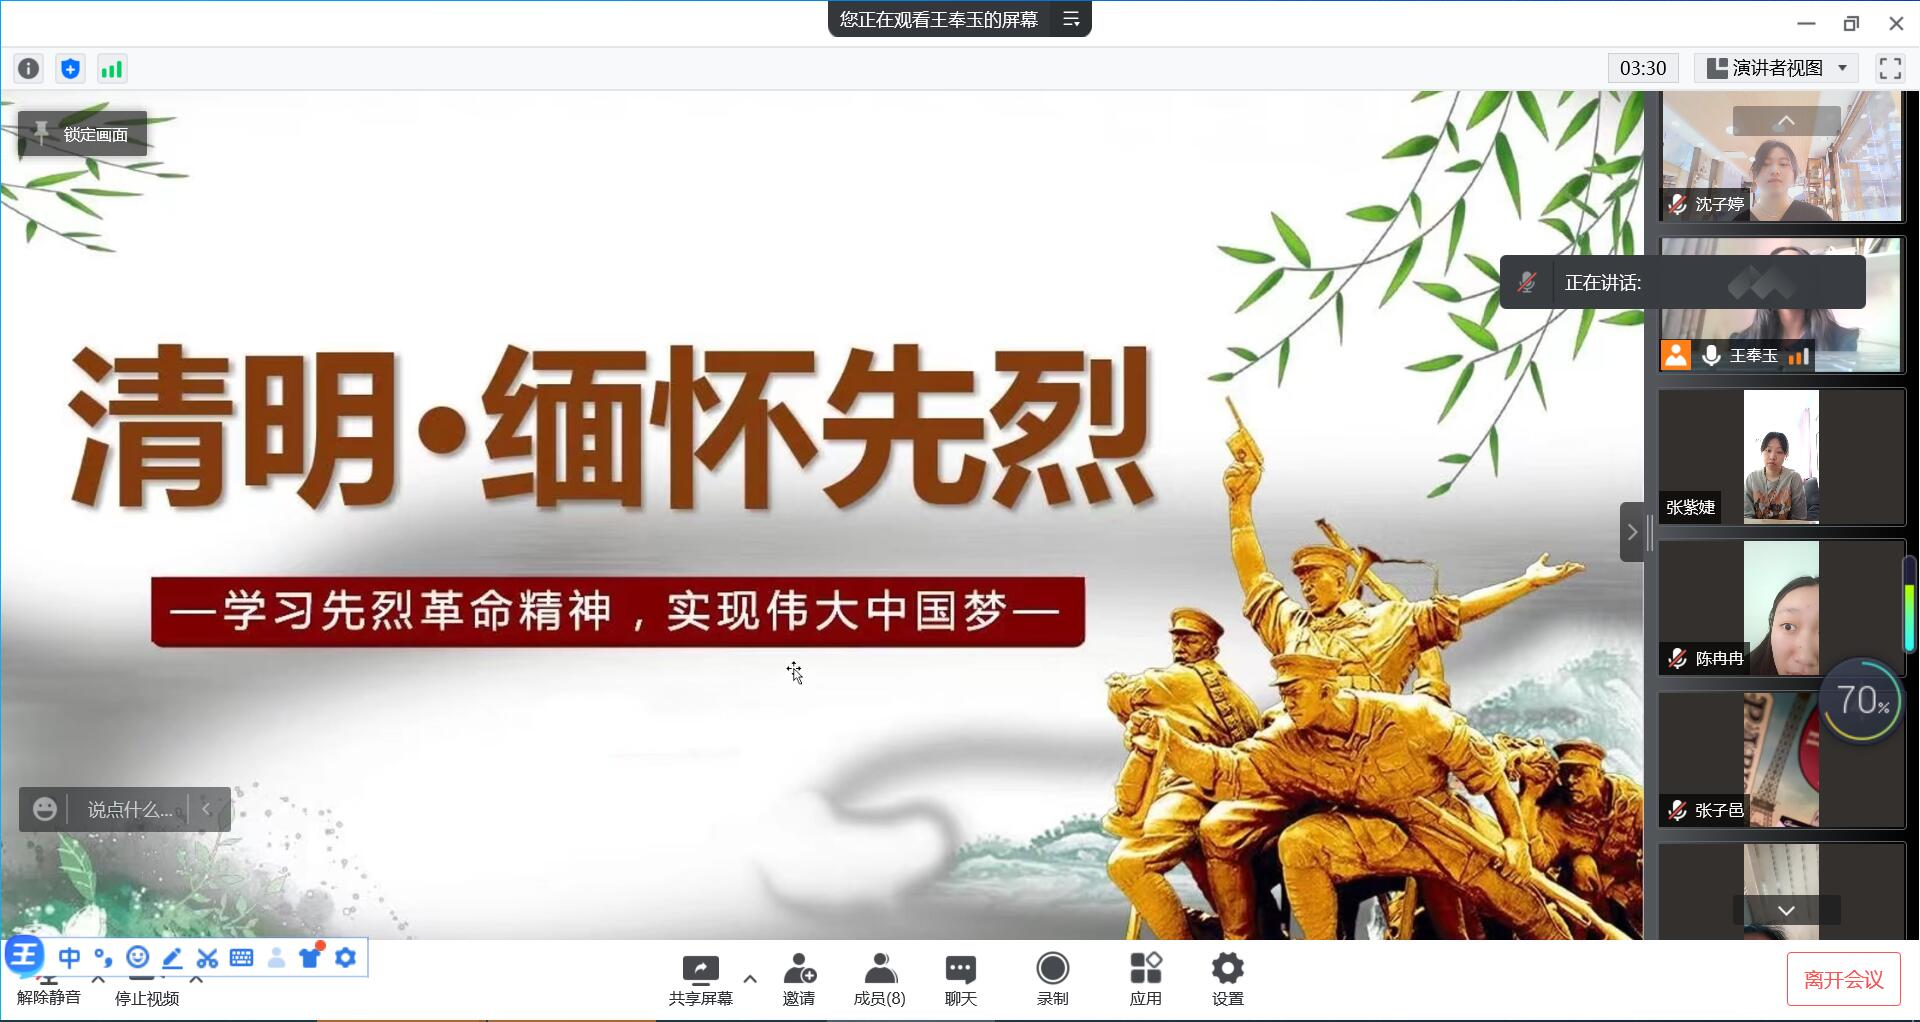 您正在观看王奉玉的屏幕
03:30
演讲者视图
锁定画面
沈子婷
正在讲话:
王奉玉
清明·缅怀先烈
张紫婕
—学习先烈革命精神，实现伟大中国梦—
陈冉冉
70%
张子邑
说点什么...
王
中
解除静音
停止视频
共享屏幕
邀请
成员(8)
聊天
录制
应用
设置
离开会议